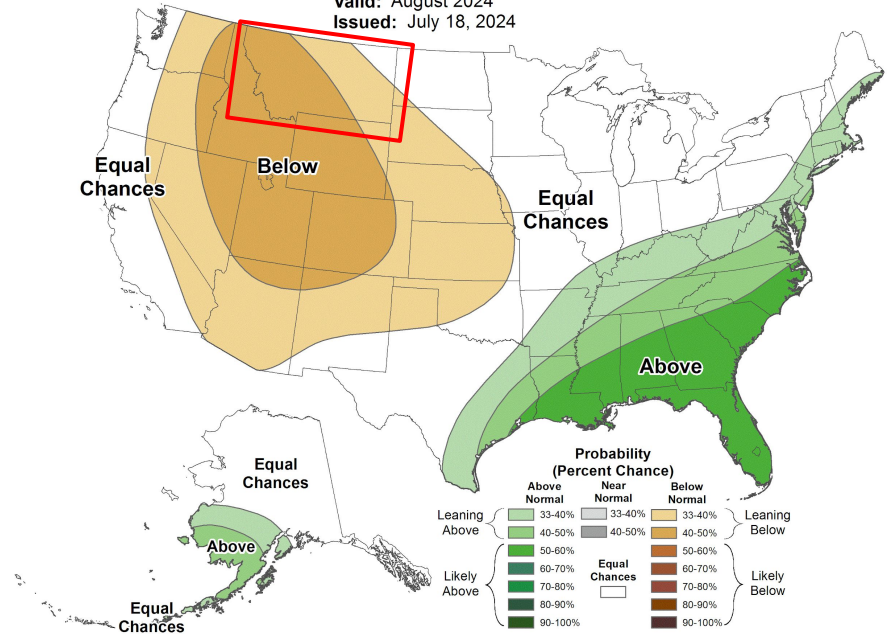 Valid: August 2024
Issued: July 18, 2024
Equal
Chances
Below
Equal
Chances
Above
Equal
Chances
Above
Equal
Chances
Probability
(Percent Chance)
Above
Normal
Near
Normal
Below
Normal
Leaning
Above
33-40%
33-40%
33-40%
Leaning
Below
40-50%
40-50%
40-50%
50-60%
50-60%
60-70%
Equal
Chances
60-70%
Likely
Above
70-80%
70-80%
Likely
Below
80-90%
80-90%
90-100%
90-100%